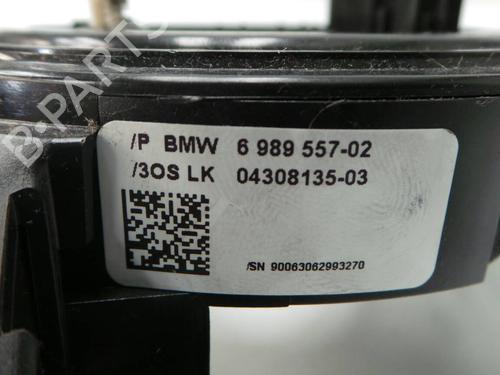 B-PARTS
/P BMW 6 989 557-02
/3OS LK 04308135-03
/SN 90063062993270